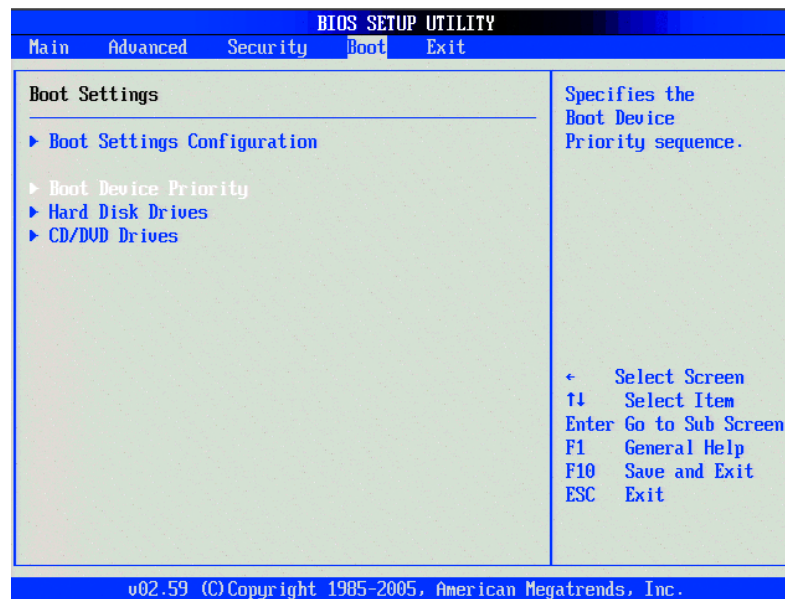 BIOS SETUP UTILITY
Main Advanced Security Boot Exit
Boot Settings
▶ Boot Settings Configuration
▶ Boot Device Priority
▶ Hard Disk Drives
▶ CD/DVD Drives
Specifies the
Boot Device
Priority sequence.
← Select Screen
↑↓ Select Item
Enter Go to Sub Screen
F1 General Help
F10 Save and Exit
ESC Exit
v02.59 (C)Copyright 1985-2005, American Megatrends, Inc.